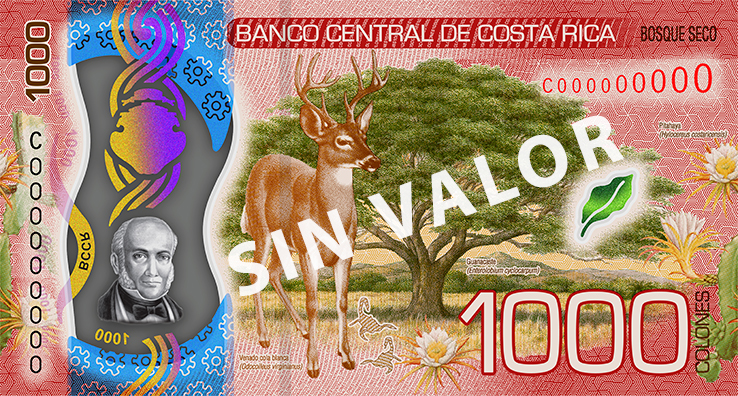 1000
BANCO CENTRAL DE COSTA RICA
BOSQUE SECO
C000000000
Pitahaya
(Hylocereus costaricensis)
SIN VALOR
C000000000
1000
BCCR
1000
Guanacaste
(Enterolobium cyclocarpum)
1000
COLONES
Venado cola blanca
(Odocoileus virginianus)